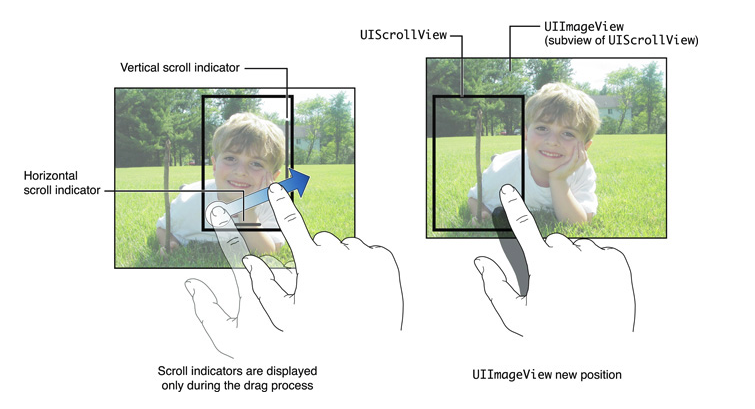 UIScrollView
UIImageView
(subview of UIScrollView)
Vertical scroll indicator
Horizontal
scroll indicator
Scroll indicators are displayed
only during the drag process
UIImageView new position